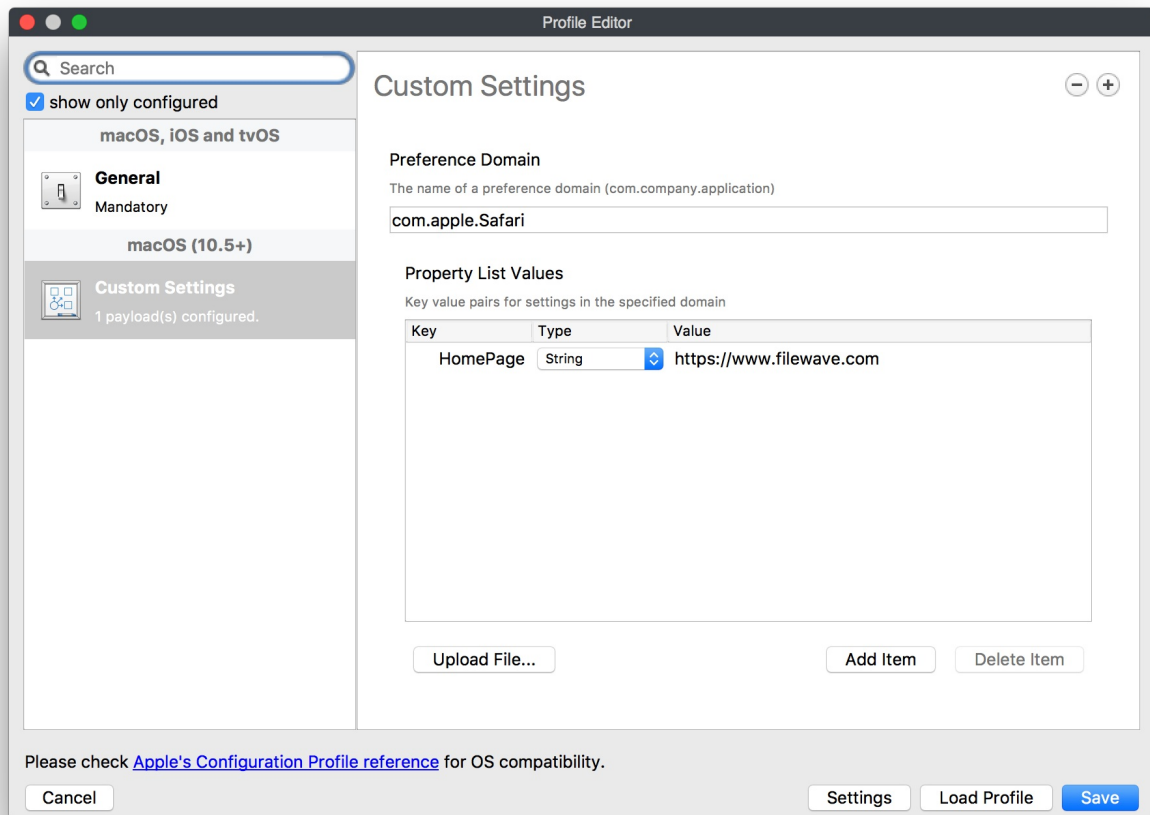 Profile Editor
Search
show only configured
macOS, iOS and tvOS
General
Mandatory
macOS (10.5+)
Custom Settings
1 payload(s) configured.
Custom Settings
Preference Domain
The name of a preference domain (com.company.application)
com.apple.Safari
Property List Values
Key value pairs for settings in the specified domain
Key Type Value
HomePage String https://www.filewave.com
Upload File... Add Item Delete Item
Please check Apple's Configuration Profile reference for OS compatibility.
Cancel Settings Load Profile Save